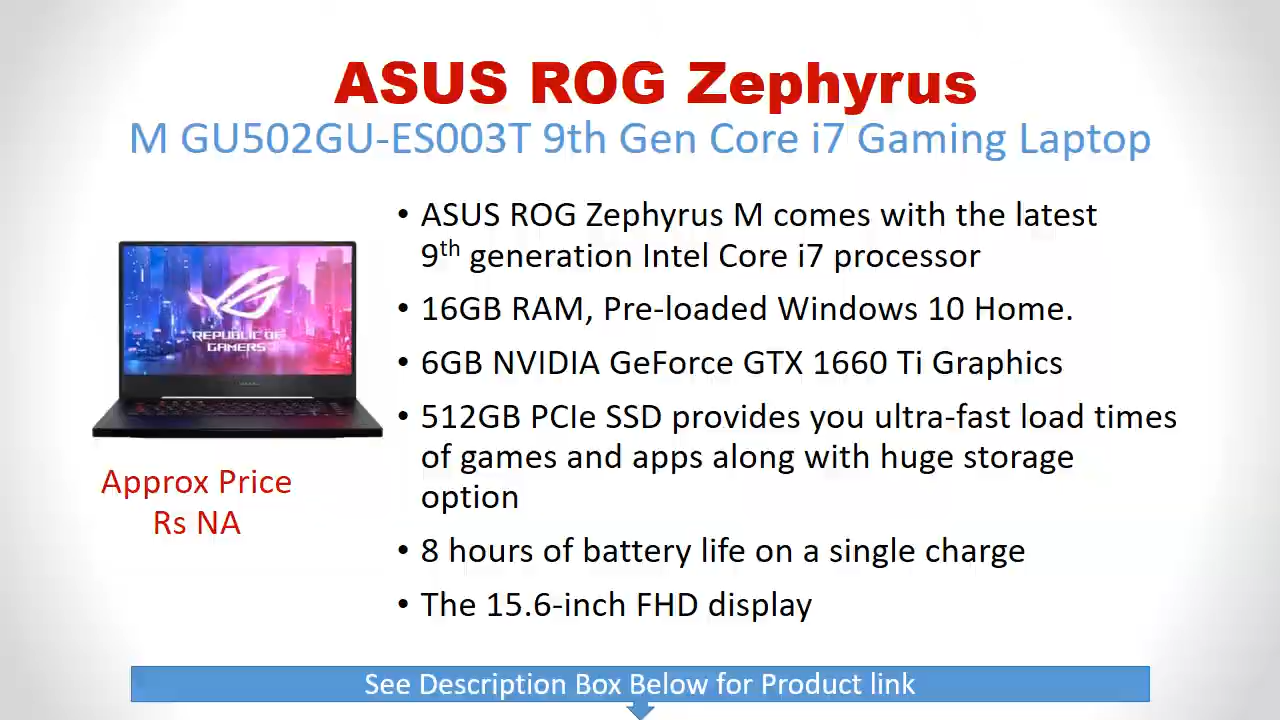 ASUS ROG Zephyrus
M GU502GU-ES003T 9th Gen Core i7 Gaming Laptop
• ASUS ROG Zephyrus M comes with the latest
9th generation Intel Core i7 processor
• 16GB RAM, Pre-loaded Windows 10 Home.
• 6GB NVIDIA GeForce GTX 1660 Ti Graphics
• 512GB PCIe SSD provides you ultra-fast load times
of games and apps along with huge storage
option
• 8 hours of battery life on a single charge
• The 15.6-inch FHD display
REPUBLIC OF
GAMERS
Approx Price
Rs NA
See Description Box Below for Product link